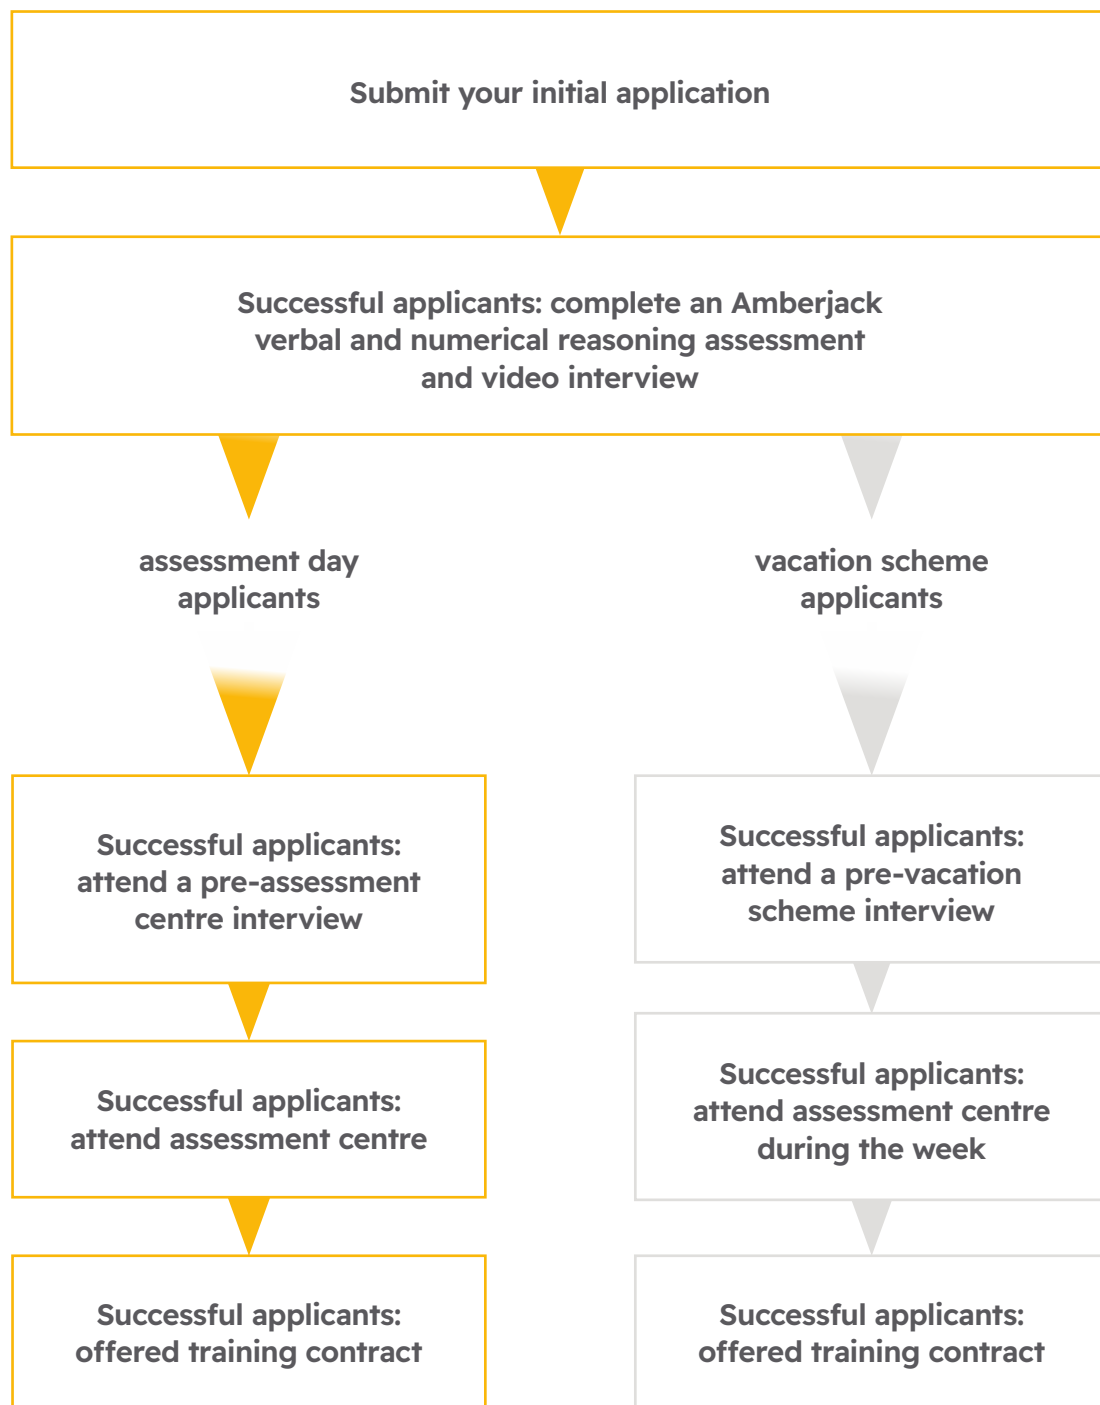 Submit your initial application
Successful applicants: complete an Amberjack
verbal and numerical reasoning assessment
and video interview
assessment day
applicants
vacation scheme
applicants
Successful applicants:
attend a pre-assessment
centre interview
Successful applicants:
attend a pre-vacation
scheme interview
Successful applicants:
attend assessment centre
Successful applicants:
attend assessment centre
during the week
Successful applicants:
offered training contract
Successful applicants:
offered training contract